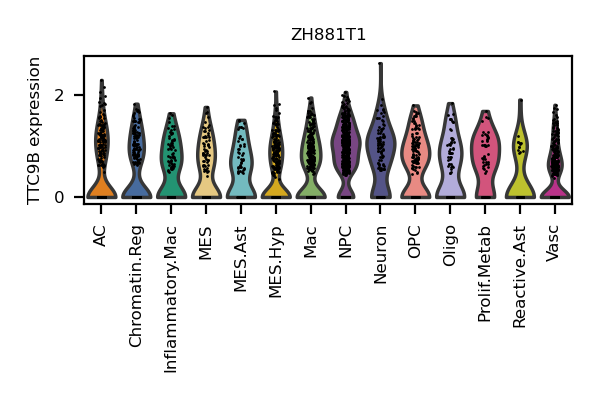 ZH881T1
TTC9B expression
2
0
AC
Chromatin.Reg
Inflammatory.Mac
MES
MES.Ast
MES.Hyp
Mac
NPC
Neuron
OPC
Oligo
Prolif.Metab
Reactive.Ast
Vasc